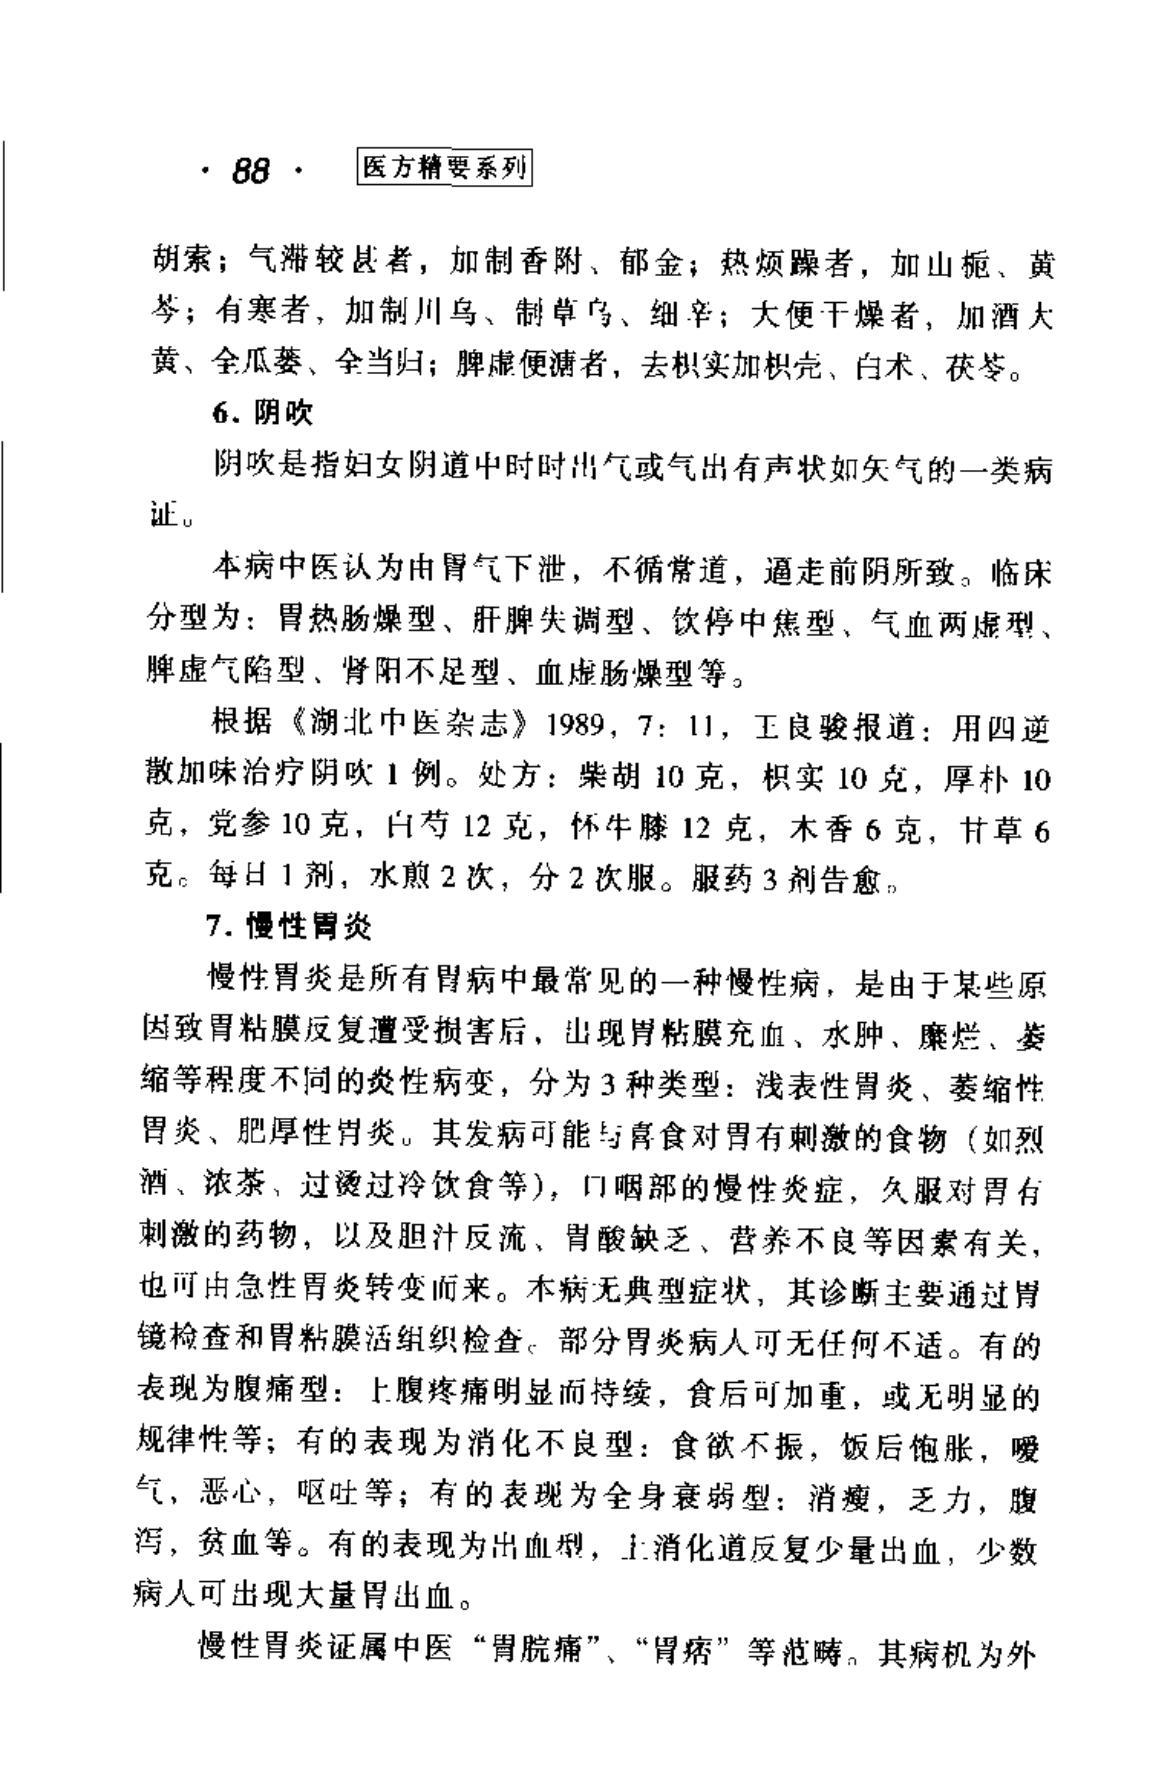 · 88 · 医方精要系列
胡索；气滞较甚者，加制香附、郁金；热烦躁者，加山栀、黄
芩；有寒者，加制川乌、制草乌、细辛；大便干燥者，加酒大
黄、全瓜蒌、全当归；脾虚便溏者，去枳实加枳壳、白术、茯苓。
6. 阴吹
阴吹是指妇女阴道中时时出气或气出有声状如矢气的一类病
证。
本病中医认为由胃气下泄，不循常道，逼走前阴所致。临床
分型为：胃热肠燥型、肝脾失调型、饮停中焦型、气血两虚型、
脾虚气陷型、肾阳不足型、血虚肠燥型等。
根据《湖北中医杂志》1989，7：11，王良骏报道：用四逆
散加味治疗阴吹 1 例。处方：柴胡 10 克，枳实 10 克，厚朴 10
克，党参 10 克，白芍 12 克，怀牛膝 12 克，木香 6 克，甘草 6
克。每日 1 剂，水煎 2 次，分 2 次服。服药 3 剂告愈。
7. 慢性胃炎
慢性胃炎是所有胃病中最常见的一种慢性病，是由于某些原
因致胃粘膜反复遭受损害后，出现胃粘膜充血、水肿、糜烂、萎
缩等程度不同的炎性病变，分为 3 种类型：浅表性胃炎、萎缩性
胃炎、肥厚性胃炎。其发病可能与喜食对胃有刺激的食物（如烈
酒、浓茶、过烫过冷饮食等），口咽部的慢性炎症，久服对胃有
刺激的药物，以及胆汁反流、胃酸缺乏、营养不良等因素有关，
也可由急性胃炎转变而来。本病无典型症状，其诊断主要通过胃
镜检查和胃粘膜活组织检查。部分胃炎病人可无任何不适。有的
表现为腹痛型：上腹疼痛明显而持续，食后可加重，或无明显的
规律性等；有的表现为消化不良型：食欲不振，饭后饱胀，嗳
气，恶心，呕吐等；有的表现为全身衰弱型：消瘦，乏力，腹
泻，贫血等。有的表现为出血型，上消化道反复少量出血，少数
病人可出现大量胃出血。
慢性胃炎证属中医“胃脘痛”、“胃痞”等范畴。其病机为外